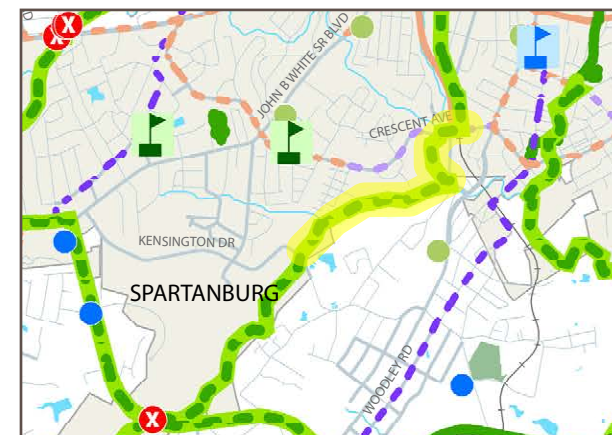 X
X
JOHN B WHITE SR BLVD
CRESCENT AVE
KENSINGTON DR
SPARTANBURG
WOODLEY RD
X